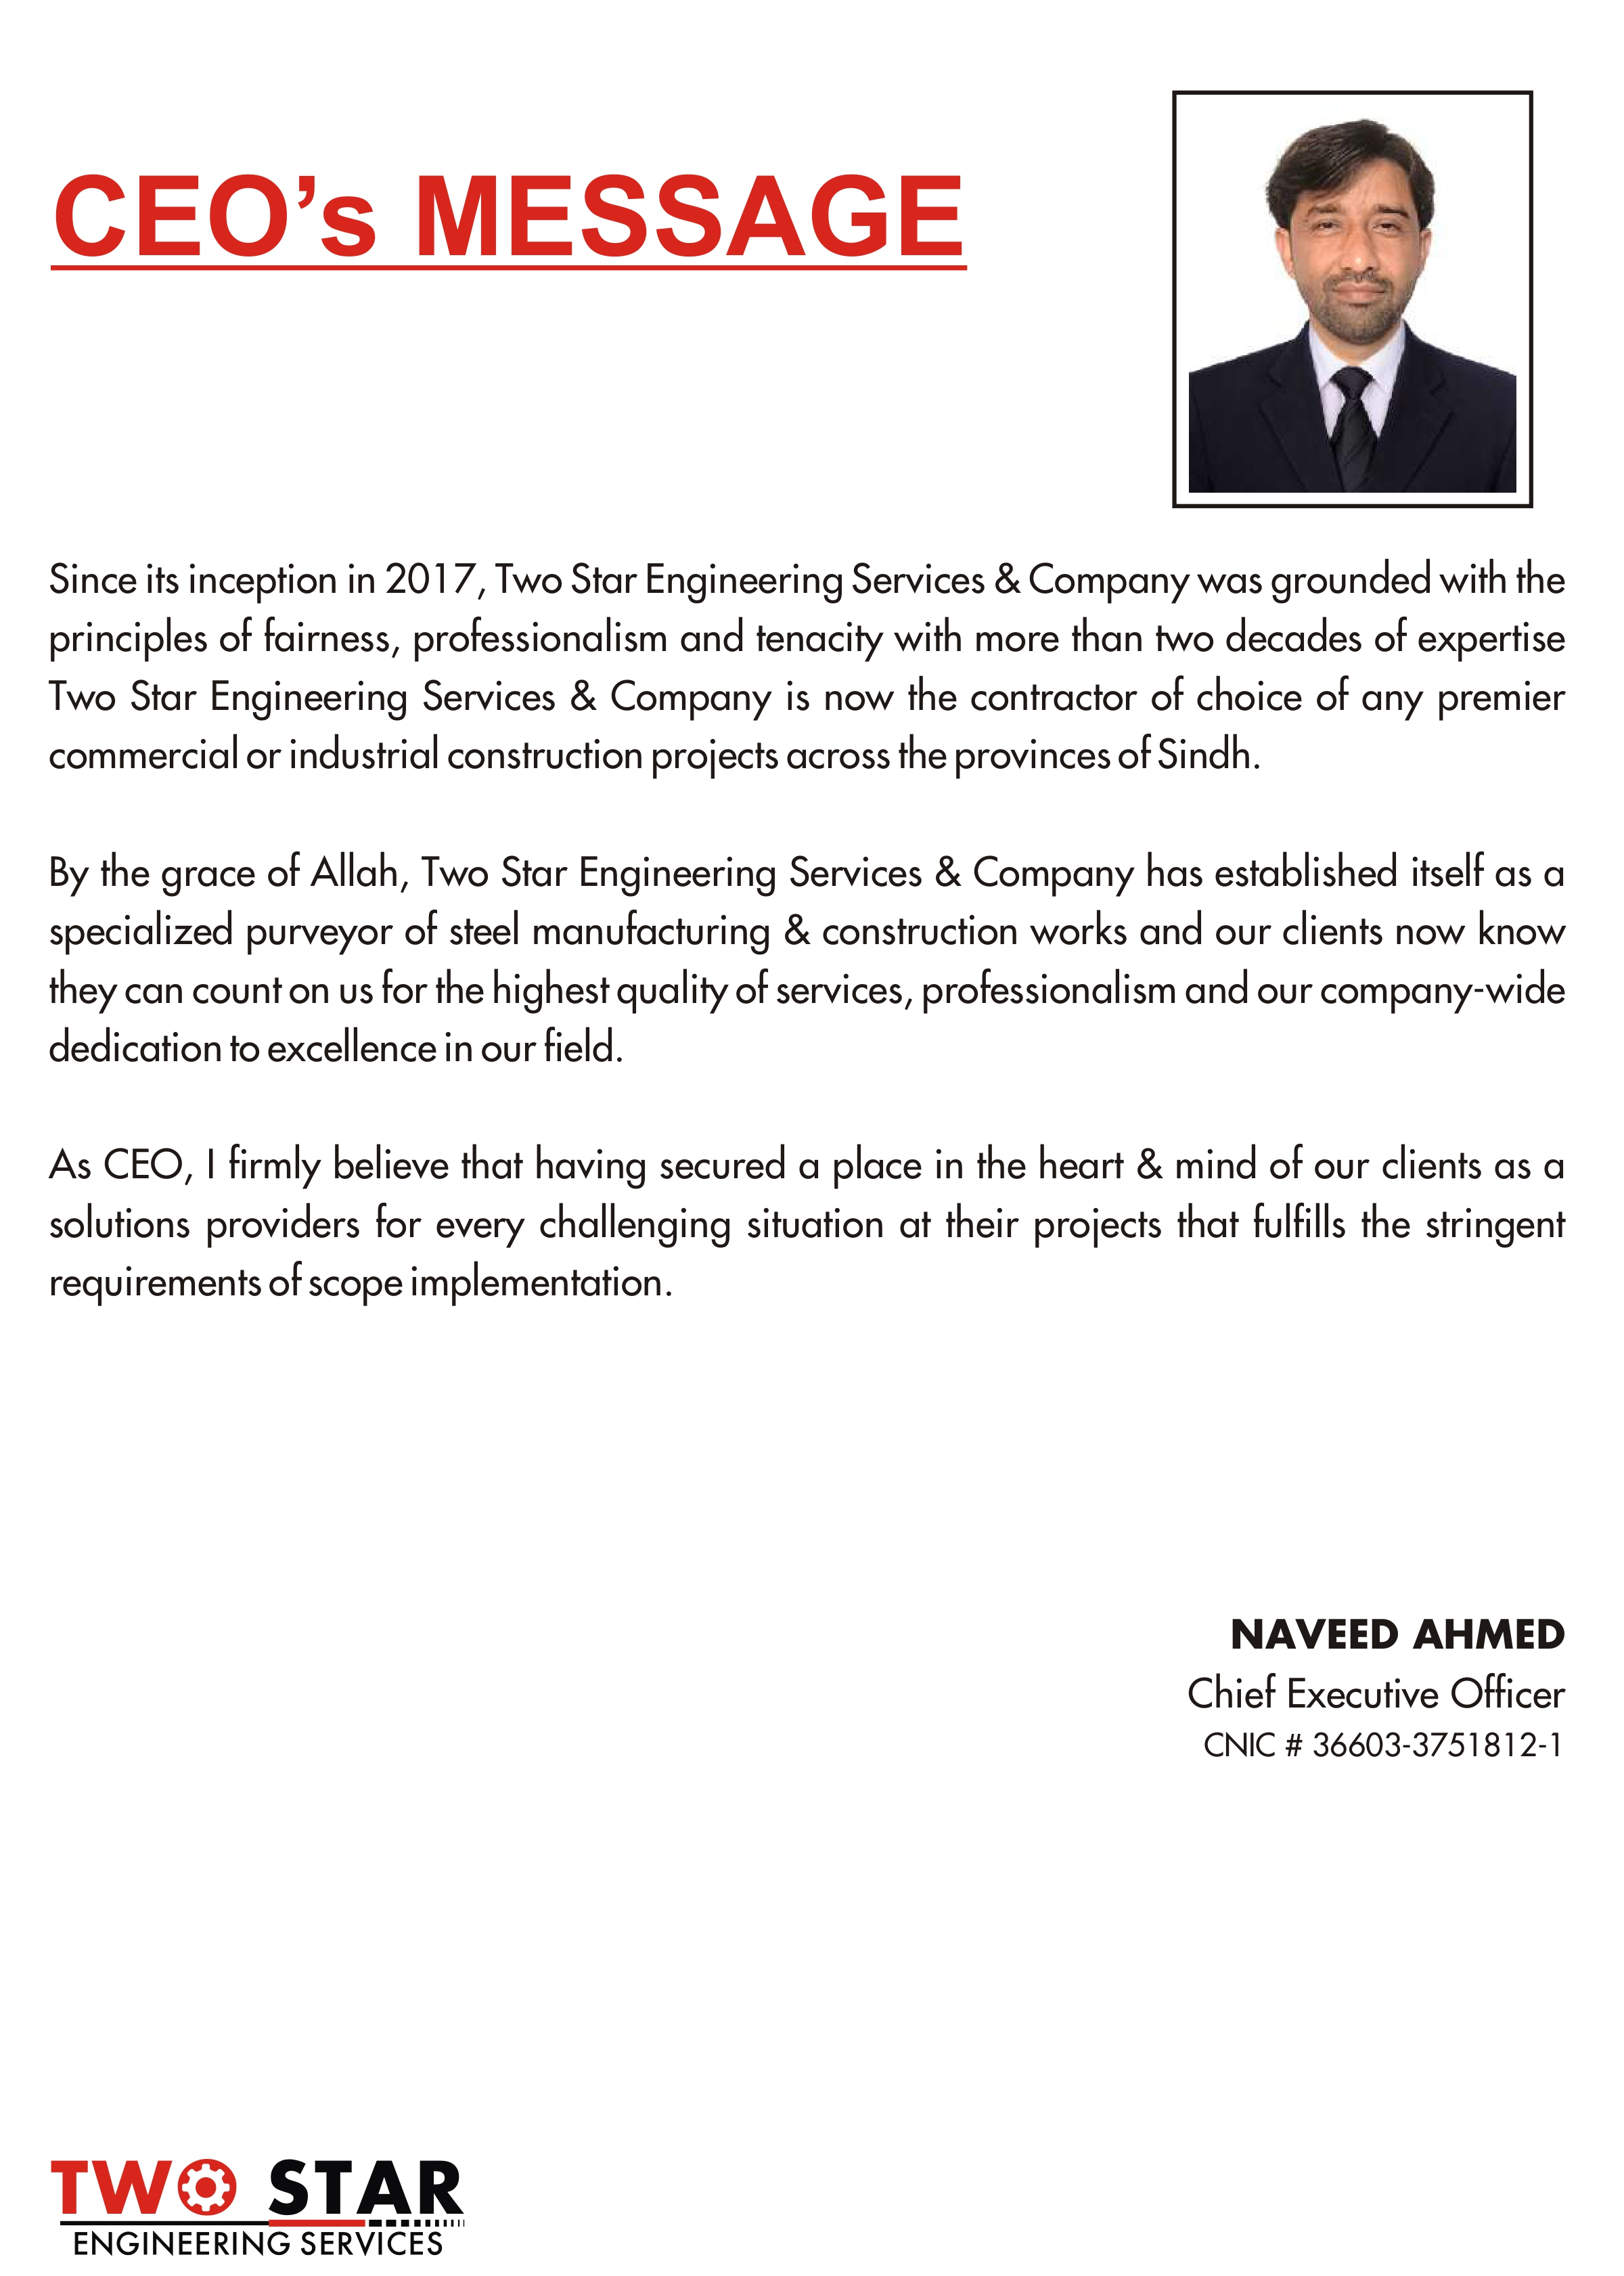 CEO’s MESSAGE
Since its inception in 2017, Two Star Engineering Services & Company was grounded with the
principles of fairness, professionalism and tenacity with more than two decades of expertise
Two Star Engineering Services & Company is now the contractor of choice of any premier
commercial or industrial construction projects across the provinces of Sindh.
By the grace of Allah, Two Star Engineering Services & Company has established itself as a
specialized purveyor of steel manufacturing & construction works and our clients now know
they can count on us for the highest quality of services, professionalism and our company-wide
dedication to excellence in our field.
As CEO, I firmly believe that having secured a place in the heart & mind of our clients as a
solutions providers for every challenging situation at their projects that fulfills the stringent
requirements of scope implementation.
NAVEED AHMED
Chief Executive Officer
CNIC # 36603-3751812-1
TWO STAR
ENGINEERING SERVICES